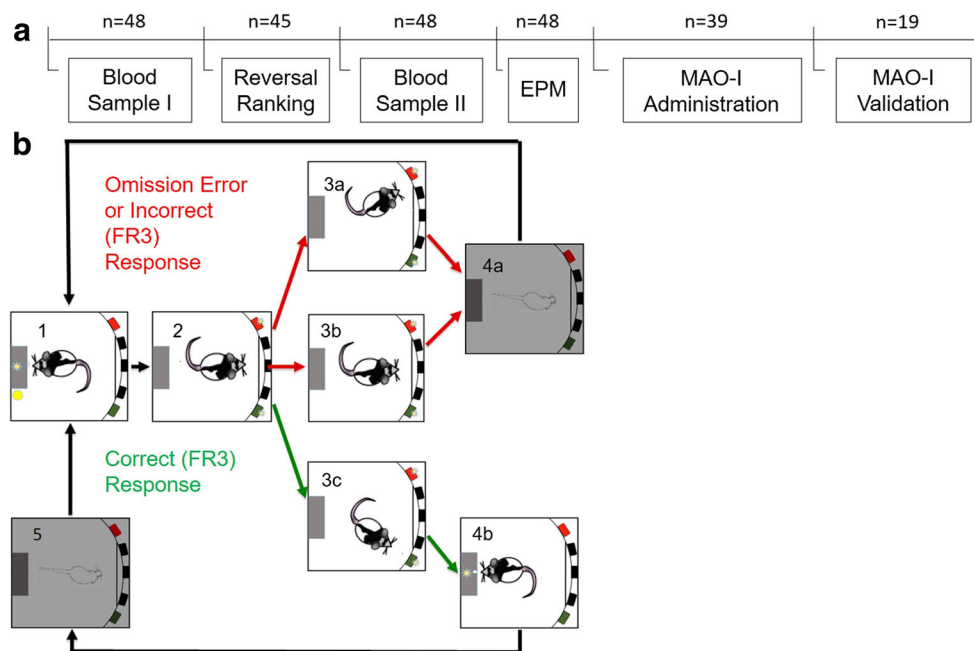 a
n=48 n=45 n=48 n=48 n=39 n=19
Blood
Sample I
Reversal
Ranking
Blood
Sample II
EPM
MAO-I
Administration
MAO-I
Validation
b
Omission Error
or Incorrect
(FR3)
Response
3a
4a
1
2
3b
Correct (FR3)
Response
3c
5
4b